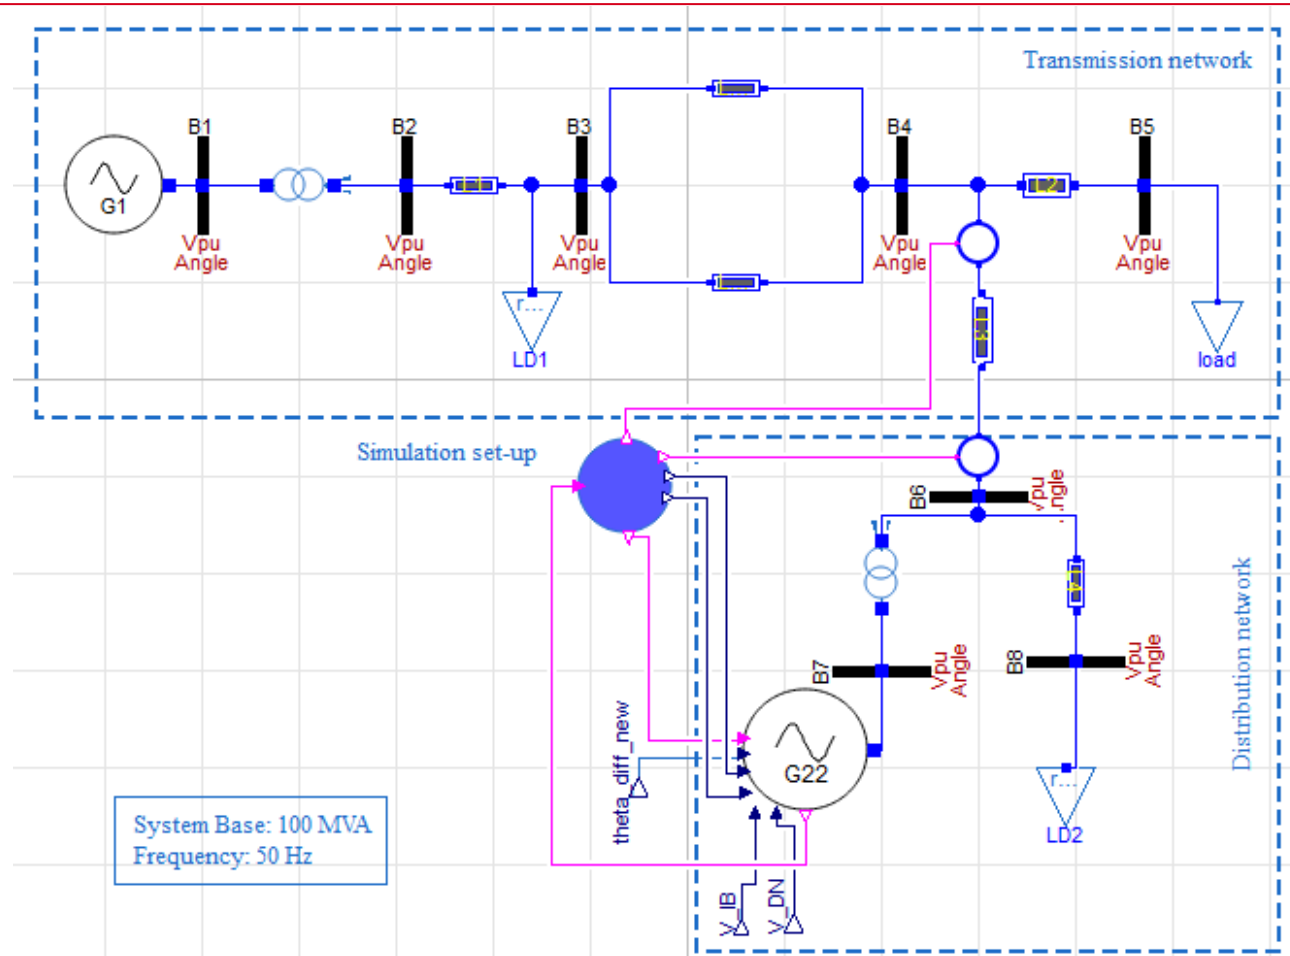 Transmission network
B1
B2
B3
B4
B5
G1
L2
Vpu
Angle
Vpu
Angle
Vpu
Angle
Vpu
Angle
Vpu
Angle
r...
LD1
load
Simulation set-up
B6
Vpu
B7
Vpu
Angle
B8
Vpu
Angle
Distribution network
theta_diff_new
G22
r...
LD2
System Base: 100 MVA
Frequency: 50 Hz
V_IB
V_DN